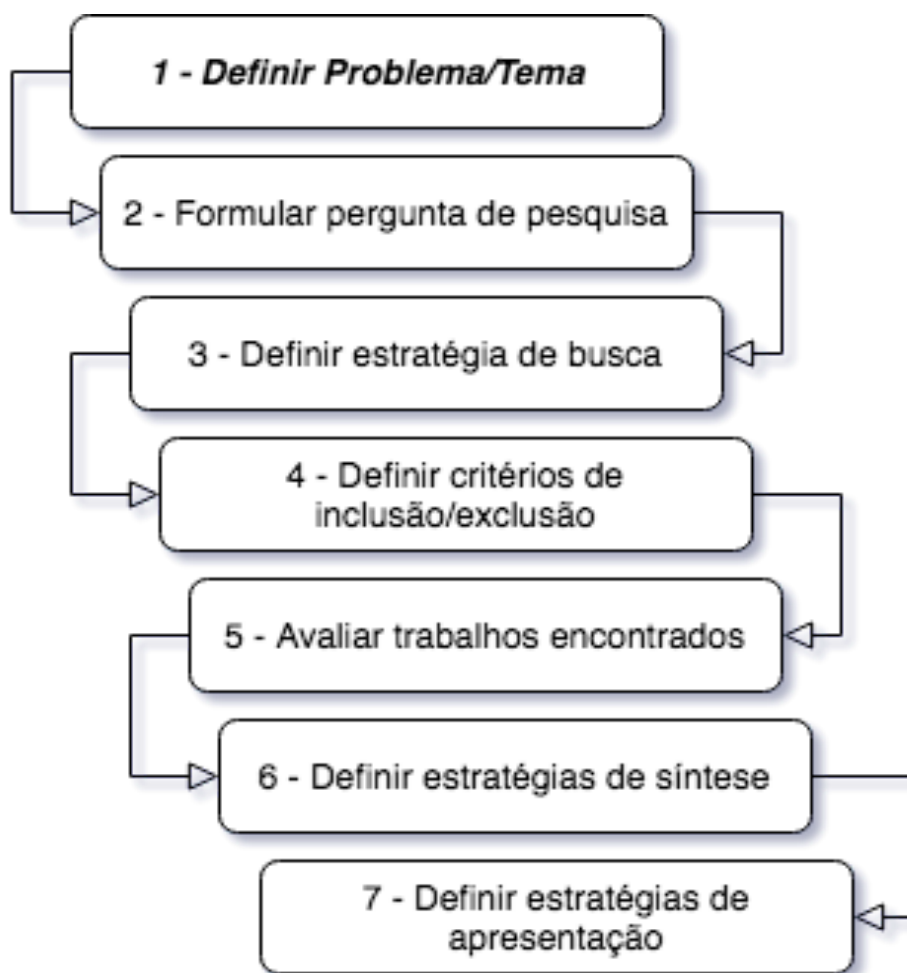 1 - Definir Problema/Tema
2 - Formular pergunta de pesquisa
3 - Definir estratégia de busca
4 - Definir critérios de
inclusão/exclusão
5 - Avaliar trabalhos encontrados
6 - Definir estratégias de síntese
7 - Definir estratégias de
apresentação